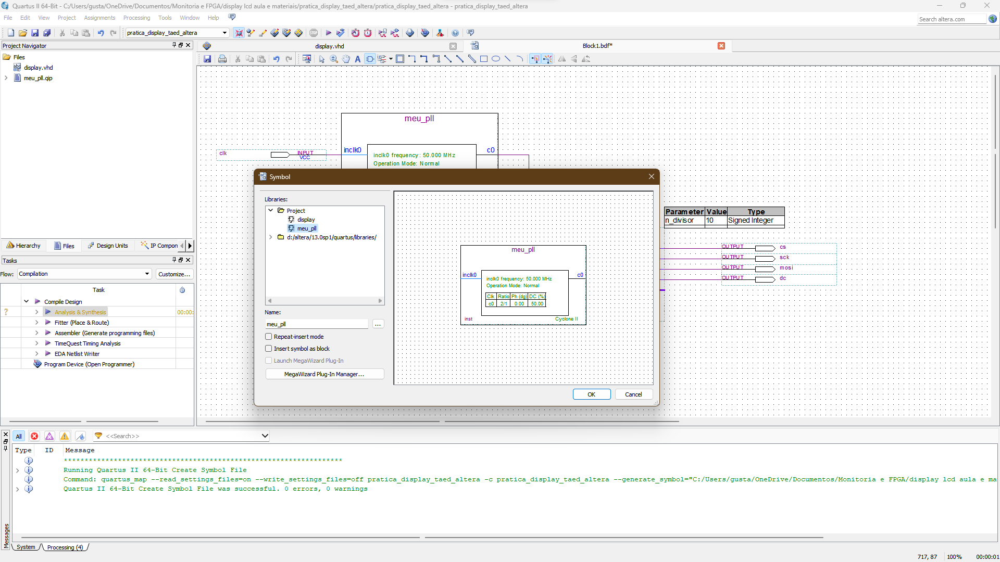 Quartus II 64-Bit - C:/Users/gusta/OneDrive/Documentos/Monitoria e FPGA/display lcd aula e materiais/pratica_display_taed_altera/pratica_display_taed_altera - pratica_display_taed_altera
File Edit View Project Assignments Processing Tools Window Help
Search altera.com
pratica_display_taed_altera
Project Navigator
display.vhd
Block1.bdf*
Files
display.vhd
meu_pll.qip
Hierarchy Files Design Units IP Compon
Tasks
Flow: Compilation Customize...
Task
Compile Design
Analysis & Synthesis 00:00:
Fitter (Place & Route)
Assembler (Generate programming files)
TimeQuest Timing Analysis
EDA Netlist Writer
Program Device (Open Programmer)
meu_pll
clk INPUT
VCC
inclk0 c0
inclk0 frequency: 50.000 MHz
Operation Mode: Normal
Symbol
Libraries:
Project
display
meu_pll
d:/altera/13.0sp1/quartus/libraries/
Name:
meu_pll
...
Repeat-insert mode
Insert symbol as block
Launch MegaWizard Plug-In
MegaWizard Plug-In Manager...
meu_pll
inclk0 c0
inclk0 frequency: 50.000 MHz
Operation Mode: Normal
Clk Ratio Ph (dg) DC (%)
c0 2/1 0.00 50.00
inst Cyclone II
OK Cancel
Parameter Value Type
n_divisor 10 Signed Integer
OUTPUT cs
OUTPUT sck
OUTPUT mosi
OUTPUT dc
All <<Search>>
Type ID Message
*******************************************************************
Running Quartus II 64-Bit Create Symbol File
Command: quartus_map --read_settings_files=on --write_settings_files=off pratica_display_taed_altera -c pratica_display_taed_altera --generate_symbol="C:/Users/gusta/OneDrive/Documentos/Monitoria e FPGA/display lcd aula e ma
Quartus II 64-Bit Create Symbol File was successful. 0 errors, 0 warnings
Messages
System Processing (4)
717, 87 100% 00:00:01